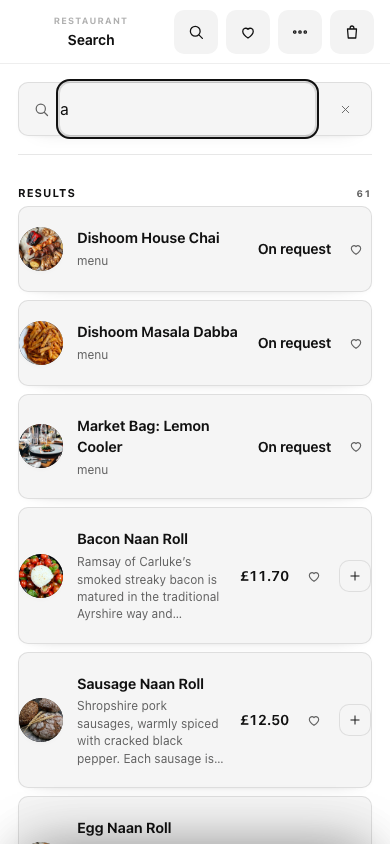 RESTAURANT
Search
a
RESULTS
61
Dishoom House Chai
menu
On request
Dishoom Masala Dabba
menu
On request
Market Bag: Lemon
Cooler
menu
On request
Bacon Naan Roll
Ramsay of Carluke’s
smoked streaky bacon is
matured in the traditional
Ayrshire way and...
£11.70
Sausage Naan Roll
Shropshire pork
sausages, warmly spiced
with cracked black
pepper. Each sausage is...
£12.50
Egg Naan Roll